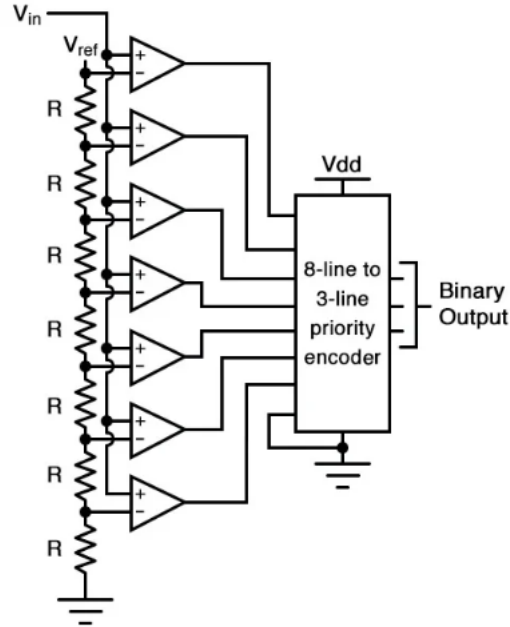 Vin
Vref
+
−
R
+
−
R
+
−
R
+
−
R
+
−
R
+
−
R
+
−
R
Vdd
8-line to
3-line
priority
encoder
Binary
Output